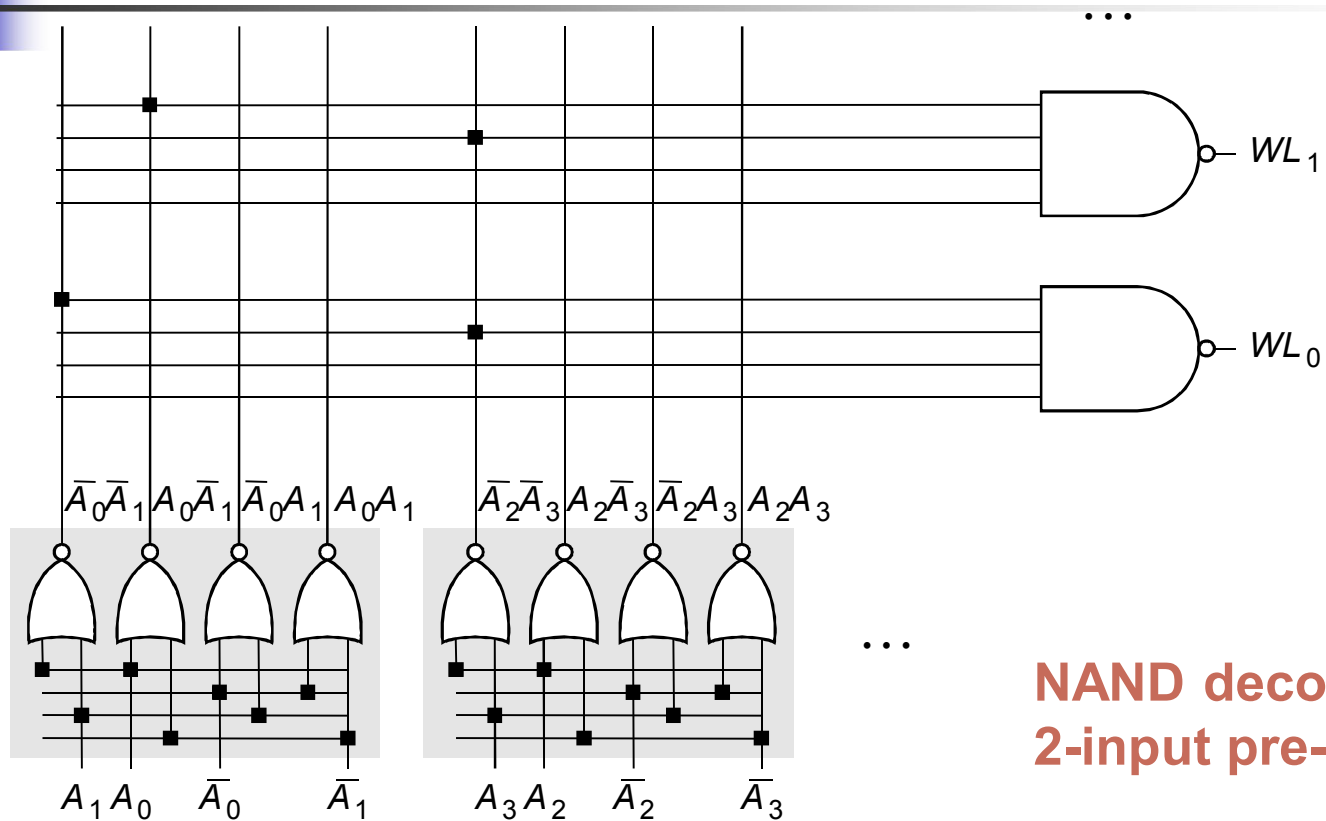 ...
WL₁
WL₀
A̅₀A̅₁ A₀A̅₁ A̅₀A₁ A₀A₁ A̅₂A̅₃ A₂A̅₃ A̅₂A₃ A₂A₃
...
NAND deco
2-input pre-
A₁ A₀ A̅₀ A̅₁ A₃ A₂ A̅₂ A̅₃